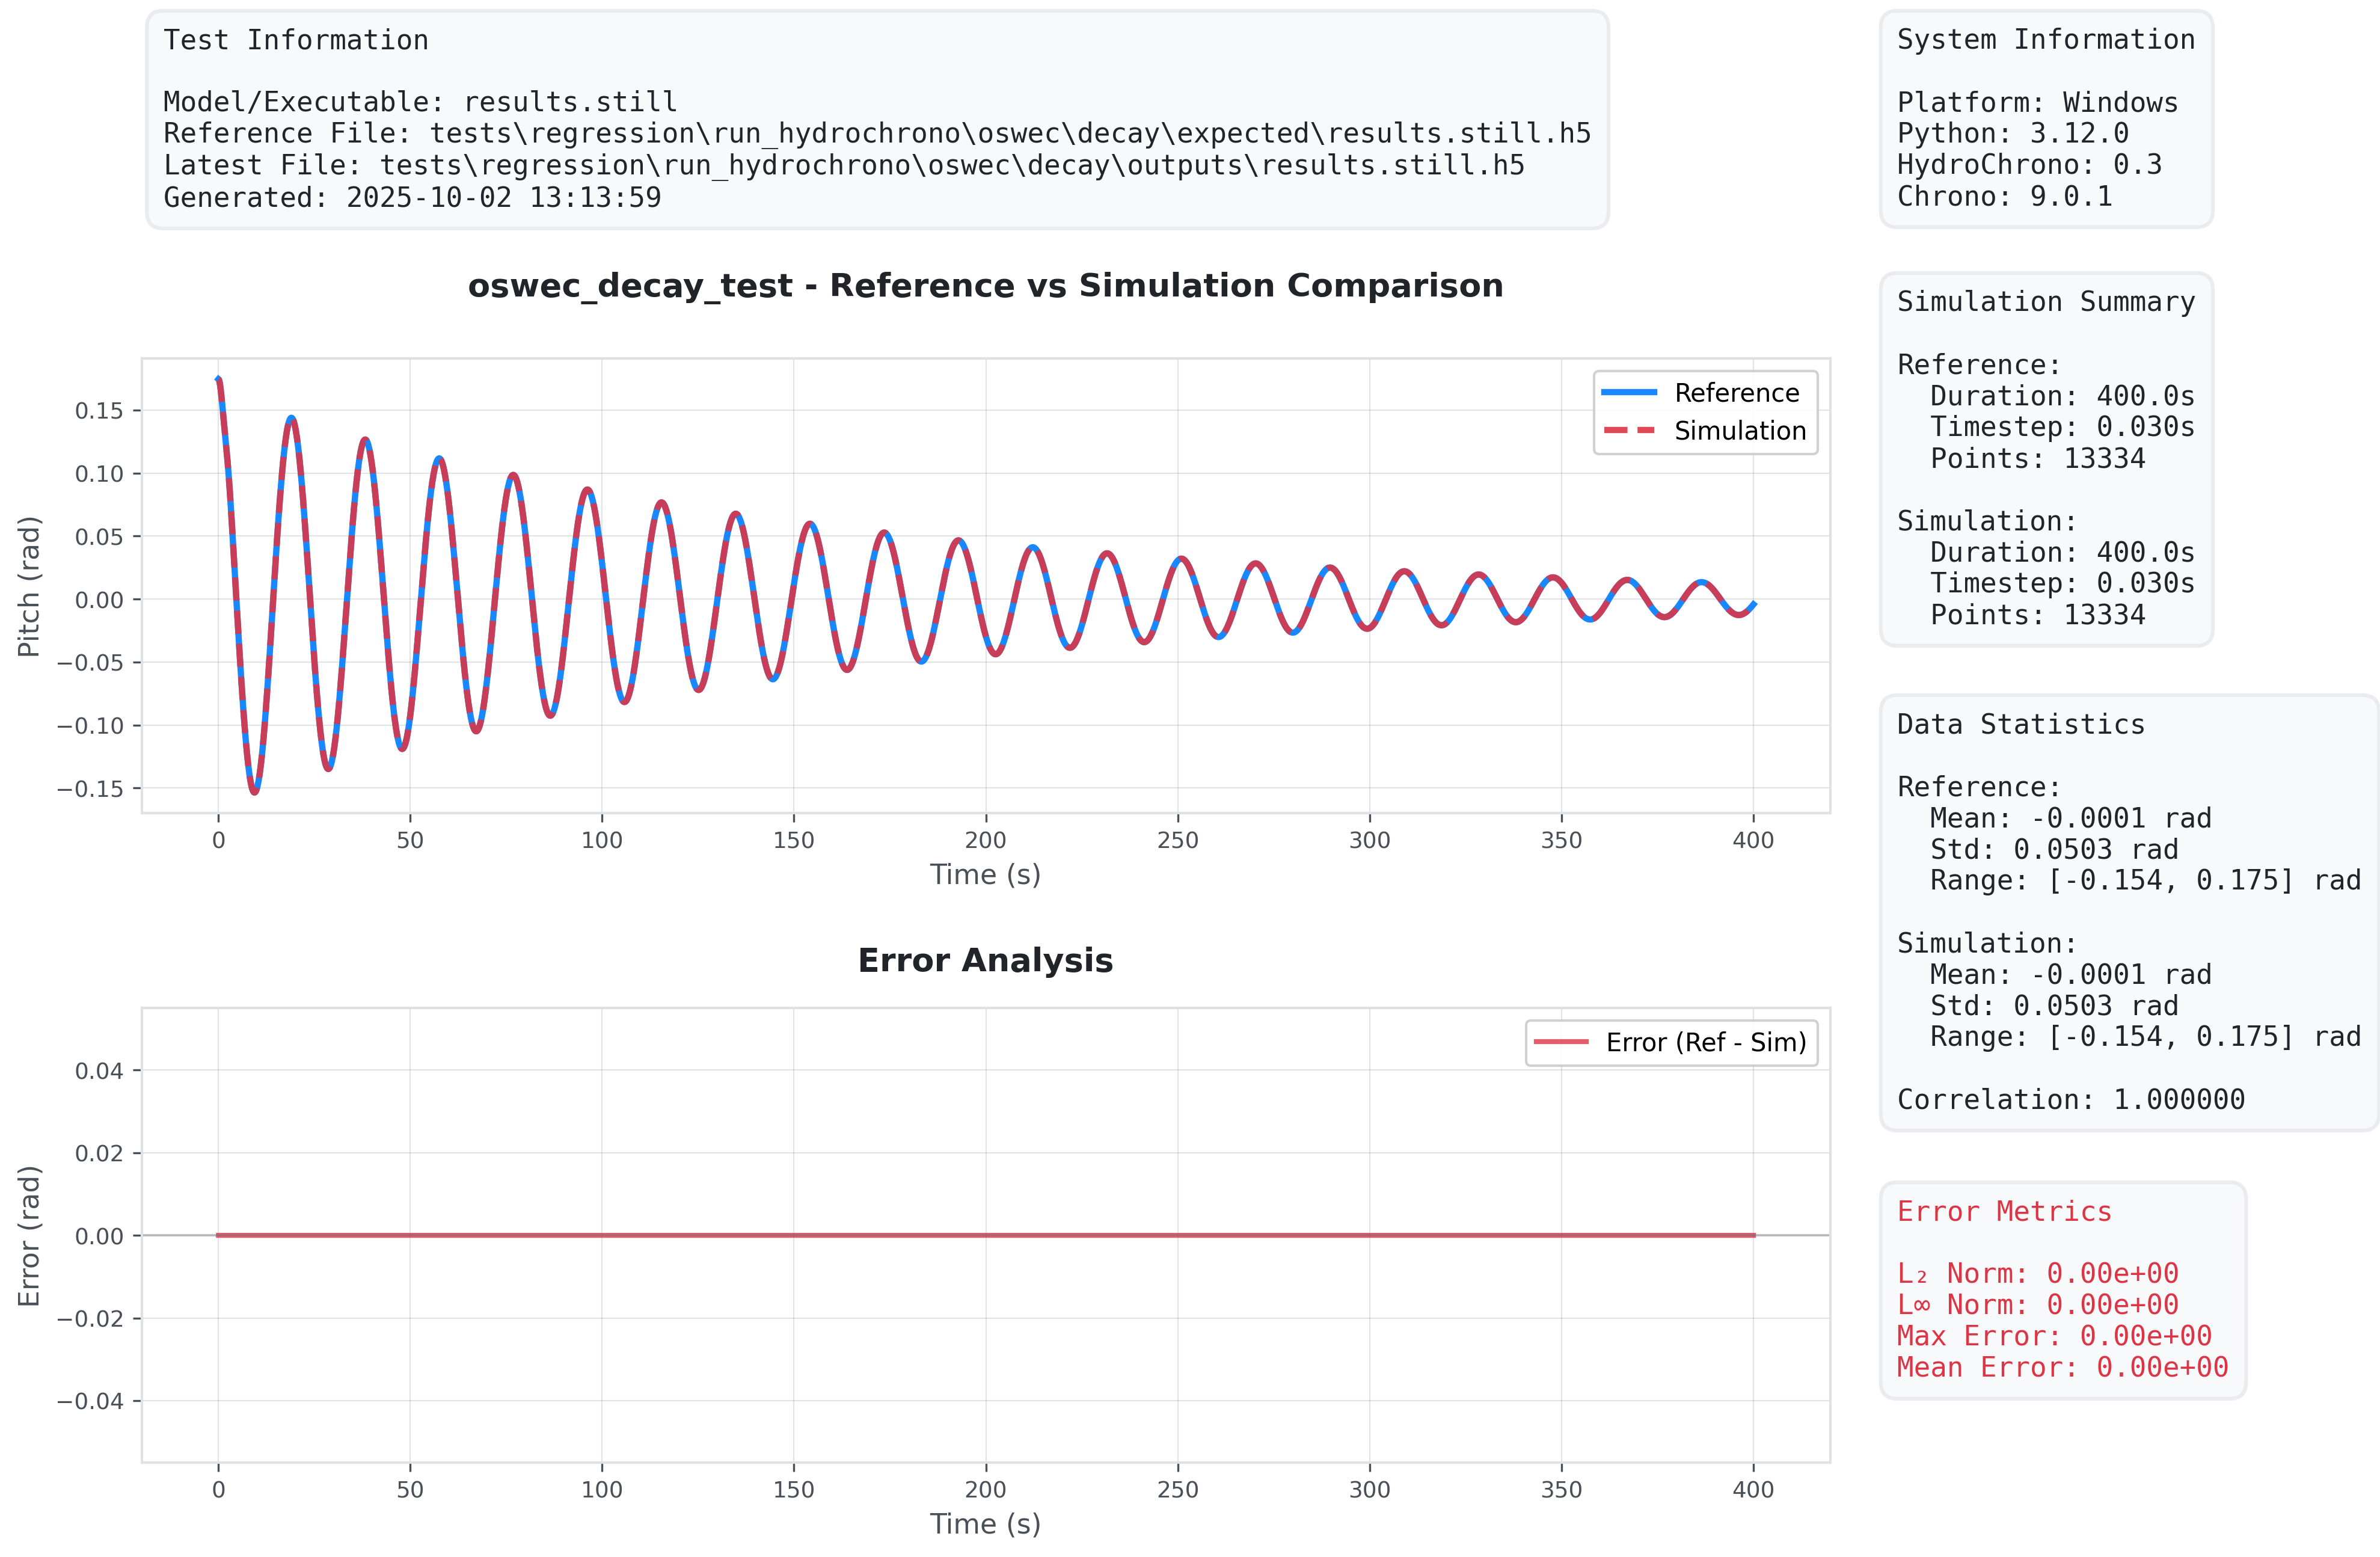 Test Information
Model/Executable: results.still
Reference File: tests\regression\run_hydrochrono\oswec\decay\expected\results.still.h5
Latest File: tests\regression\run_hydrochrono\oswec\decay\outputs\results.still.h5
Generated: 2025-10-02 13:13:59
System Information
Platform: Windows
Python: 3.12.0
HydroChrono: 0.3
Chrono: 9.0.1
oswec_decay_test - Reference vs Simulation Comparison
Reference
Simulation
Pitch (rad)
0.15
0.10
0.05
0.00
−0.05
−0.10
−0.15
0 50 100 150 200 250 300 350 400
Time (s)
Simulation Summary
Reference:
Duration: 400.0s
Timestep: 0.030s
Points: 13334
Simulation:
Duration: 400.0s
Timestep: 0.030s
Points: 13334
Data Statistics
Reference:
Mean: -0.0001 rad
Std: 0.0503 rad
Range: [-0.154, 0.175] rad
Simulation:
Mean: -0.0001 rad
Std: 0.0503 rad
Range: [-0.154, 0.175] rad
Correlation: 1.000000
Error Analysis
Error (Ref - Sim)
Error (rad)
0.04
0.02
0.00
−0.02
−0.04
0 50 100 150 200 250 300 350 400
Time (s)
Error Metrics
L₂ Norm: 0.00e+00
L∞ Norm: 0.00e+00
Max Error: 0.00e+00
Mean Error: 0.00e+00